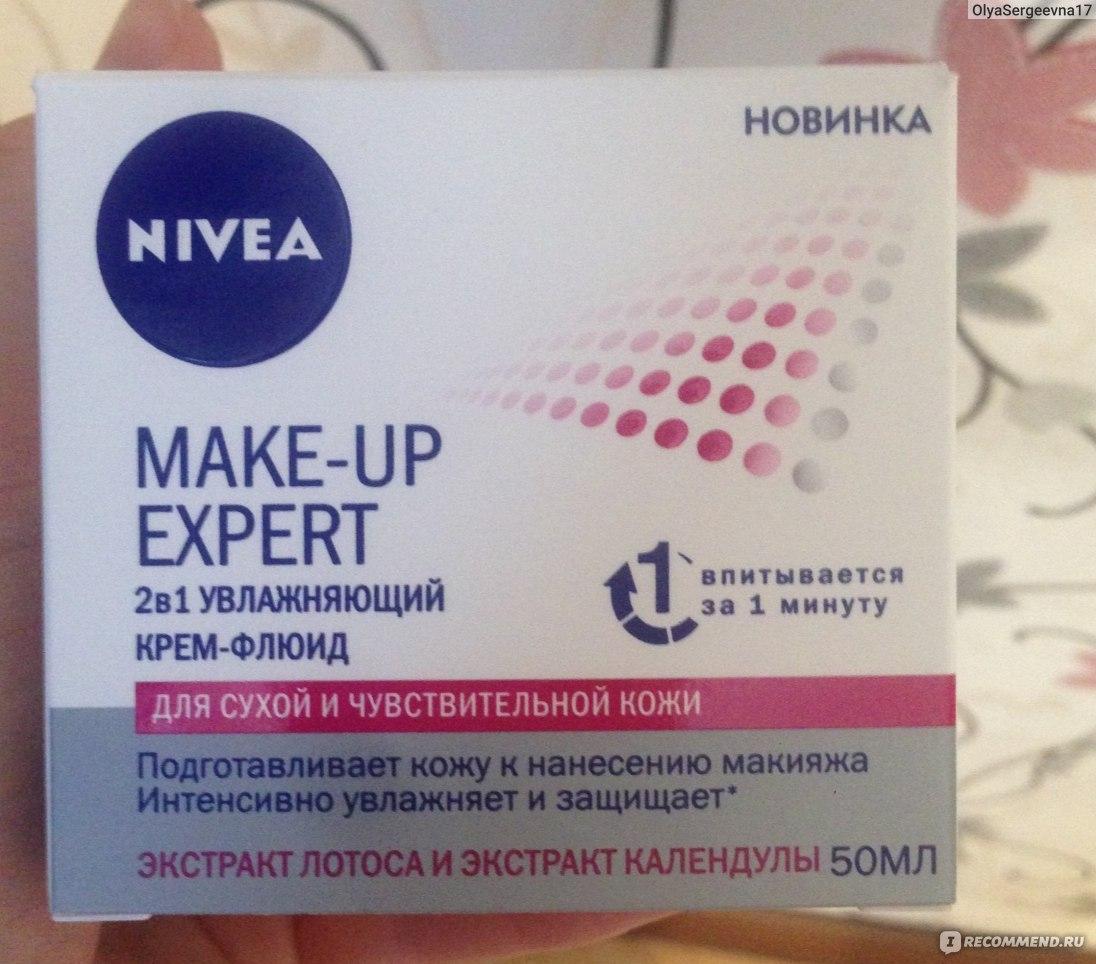 OlyaSergeevna17
НОВИНКА
NIVEA
MAKE-UP
EXPERT
2в1 УВЛАЖНЯЮЩИЙ
КРЕМ-ФЛЮИД
1
впитывается
за 1 минуту
ДЛЯ СУХОЙ И ЧУВСТВИТЕЛЬНОЙ КОЖИ
Подготавливает кожу к нанесению макияжа
Интенсивно увлажняет и защищает*
ЭКСТРАКТ ЛОТОСА И ЭКСТРАКТ КАЛЕНДУЛЫ 50МЛ
I RECOMMEND.RU